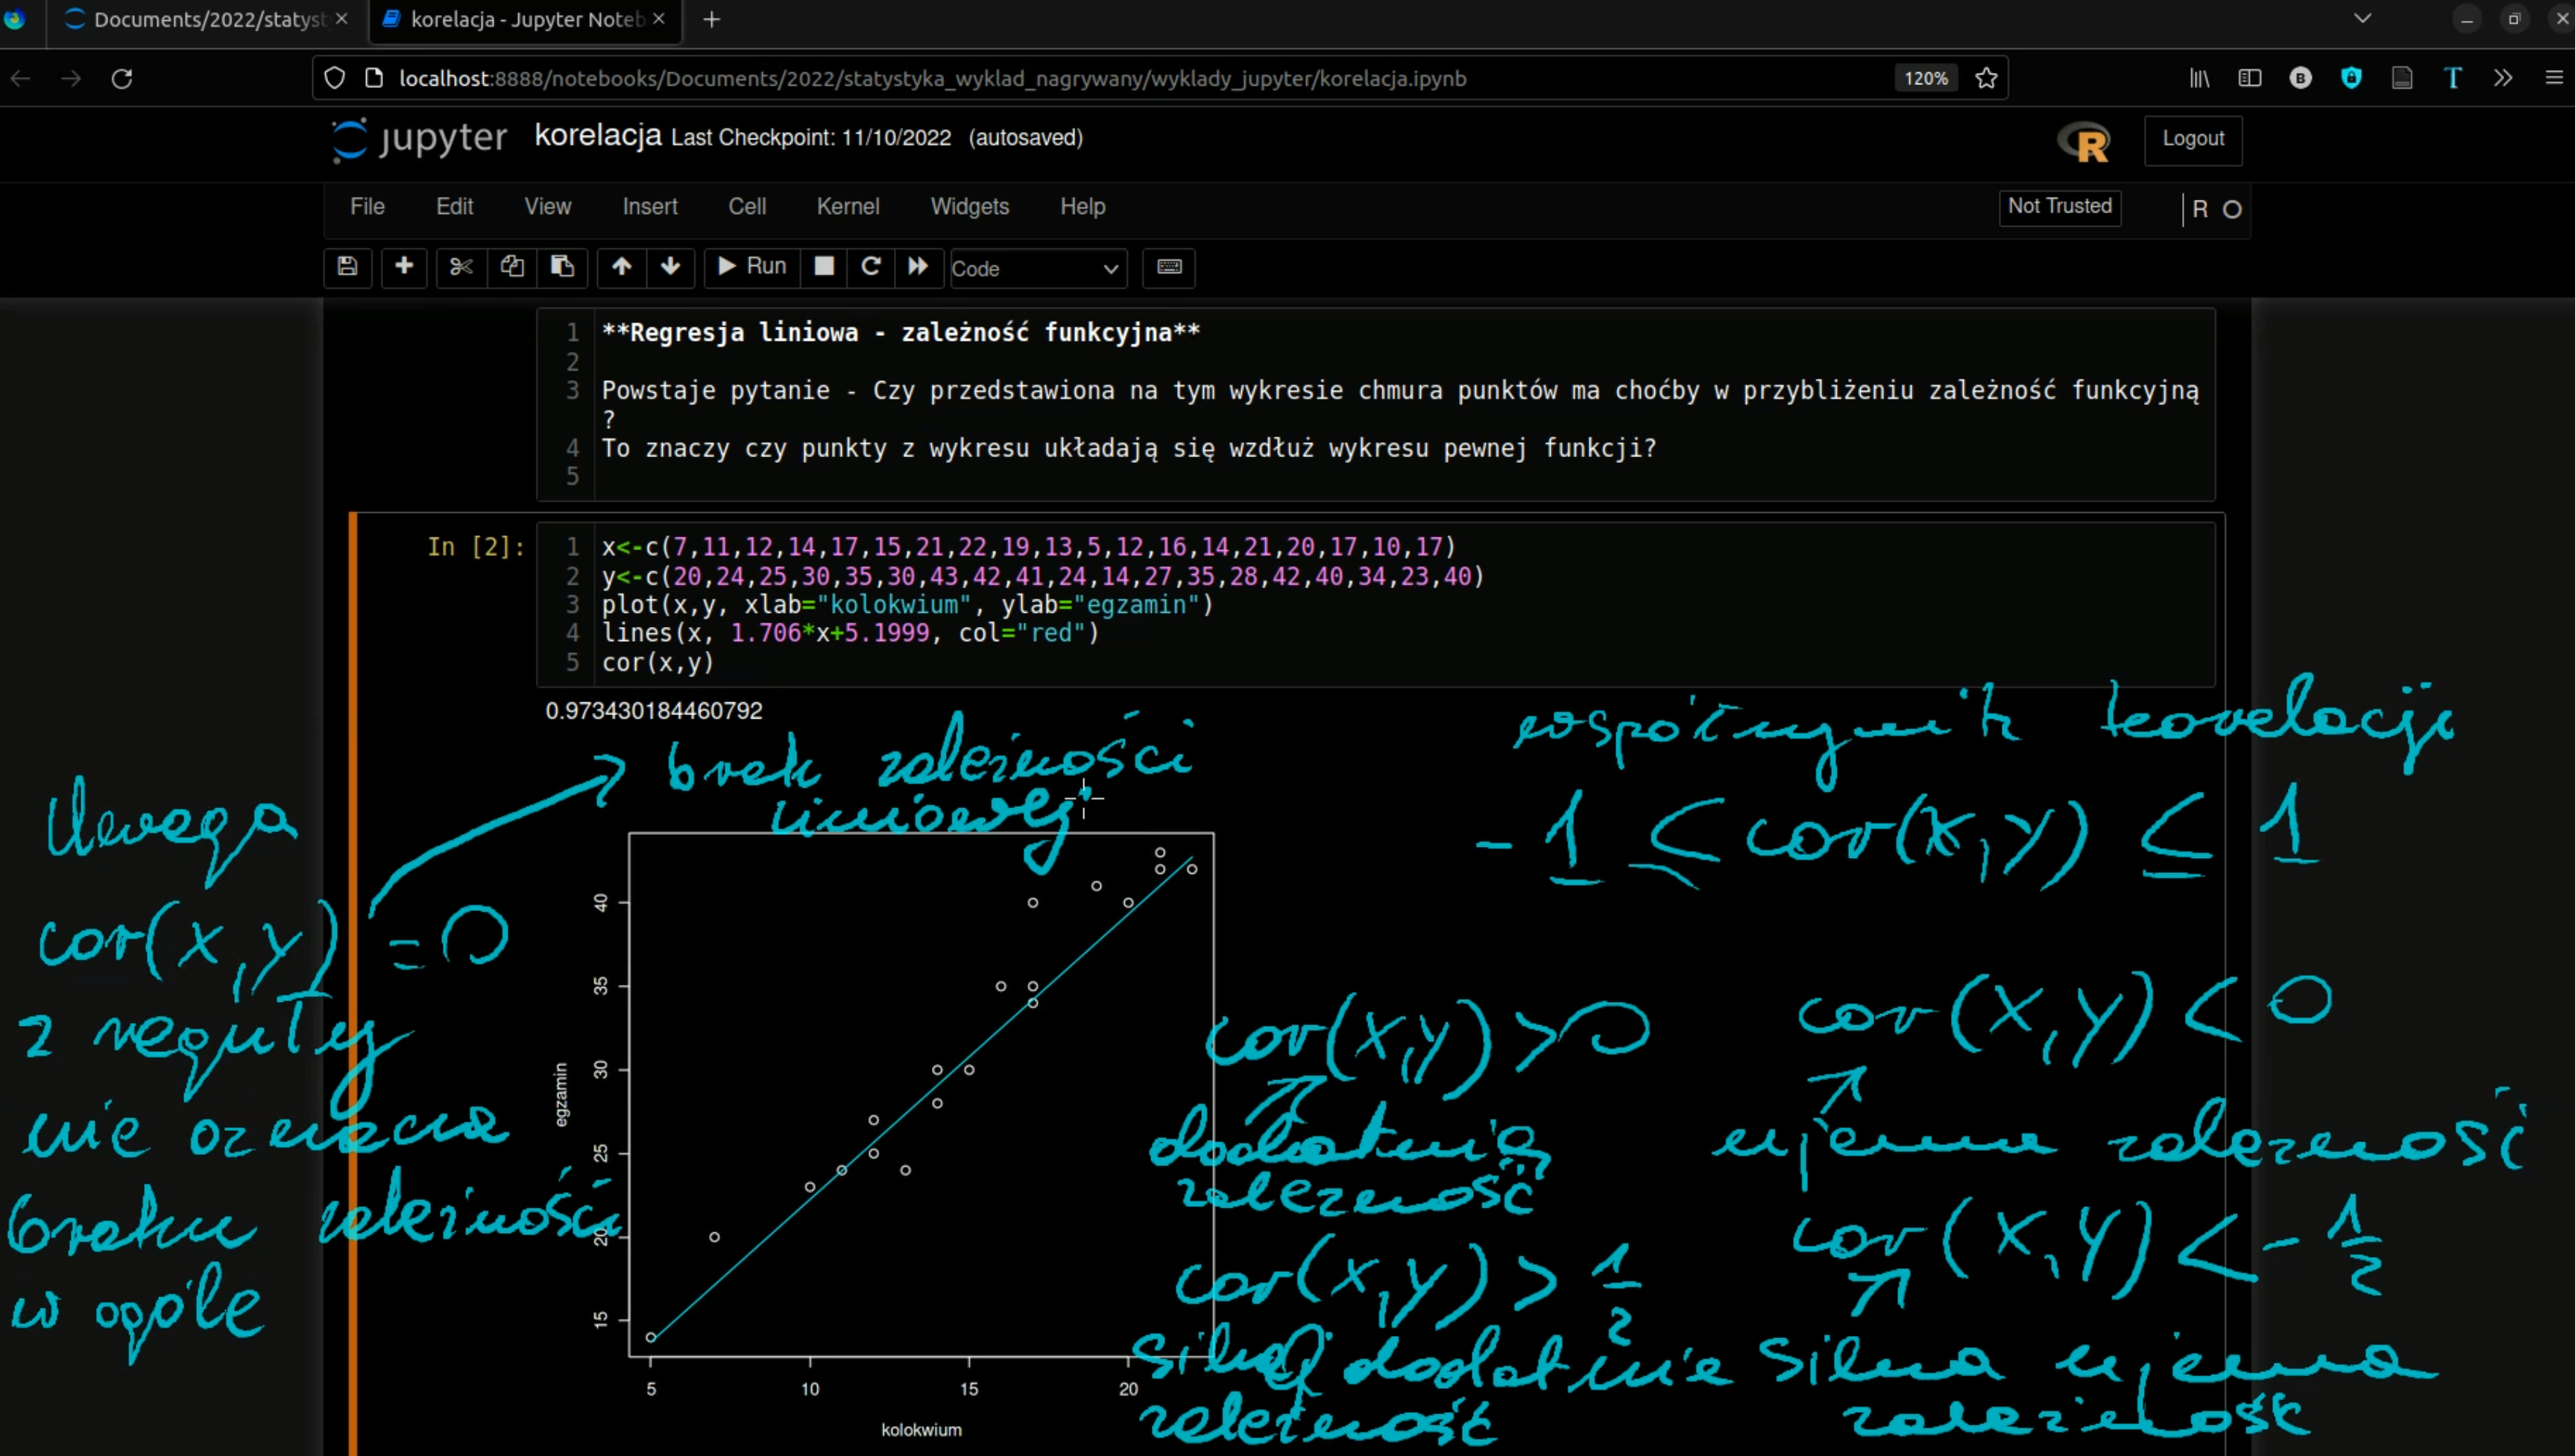 Documents/2022/statyst
korelacja - Jupyter Noteb
localhost:8888/notebooks/Documents/2022/statystyka_wyklad_nagrywany/wyklady_jupyter/korelacja.ipynb
120%
jupyter korelacja Last Checkpoint: 11/10/2022 (autosaved)
R
Logout
File Edit View Insert Cell Kernel Widgets Help
Not Trusted
R
Run
Code
1 **Regresja liniowa - zależność funkcyjna**
2
3 Powstaje pytanie - Czy przedstawiona na tym wykresie chmura punktów ma choćby w przybliżeniu zależność funkcyjną
?
4 To znaczy czy punkty z wykresu układają się wzdłuż wykresu pewnej funkcji?
5
In [2]:
1 x<-c(7,11,12,14,17,15,21,22,19,13,5,12,16,14,21,20,17,10,17)
2 y<-c(20,24,25,30,35,30,43,42,41,24,14,27,35,28,42,40,34,23,40)
3 plot(x,y, xlab="kolokwium", ylab="egzamin")
4 lines(x, 1.706*x+5.1999, col="red")
5 cor(x,y)
0.973430184460792
brak zależności
liniowej
współczynnik korelacji
-1 ≤ cor(x,y) ≤ 1
Uwaga
cor(x,y) = 0
z reguły
nie oznacza
braku zależności
w ogóle
cor(x,y) > 0
dodatnia
zależność
cor(x,y) > 1/2
silna dodatnia
zależność
cor(x,y) < 0
ujemna zależność
cor(x,y) < -1/2
silna ujemna
zależność
egzamin
40
35
30
25
20
15
5 10 15 20
kolokwium